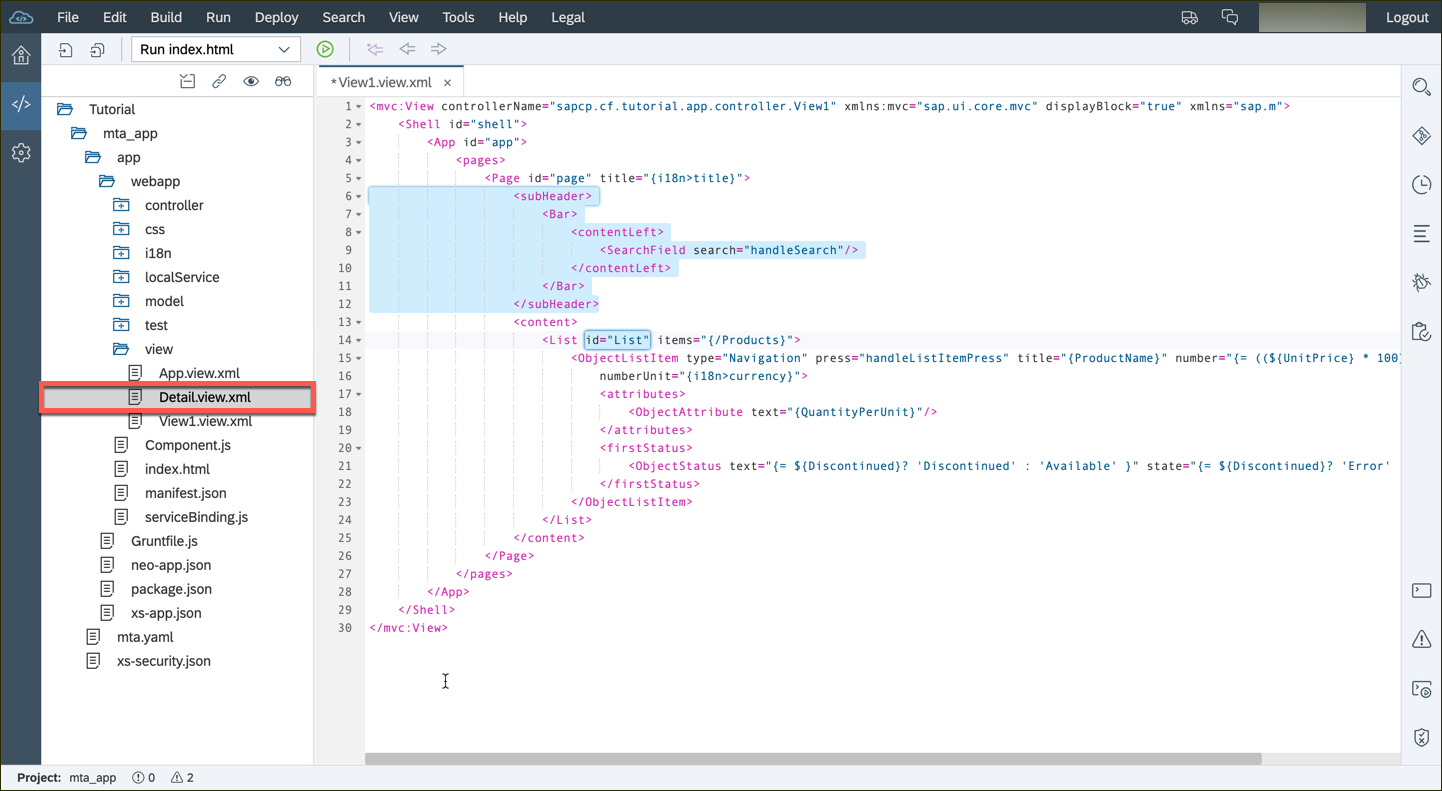 File Edit Build Run Deploy Search View Tools Help Legal Logout
Run index.html
*View1.view.xml ×
Tutorial
mta_app
app
webapp
controller
css
i18n
localService
model
test
view
App.view.xml
Detail.view.xml
View1.view.xml
Component.js
index.html
manifest.json
serviceBinding.js
Gruntfile.js
neo-app.json
package.json
xs-app.json
mta.yaml
xs-security.json
1 <mvc:View controllerName="sapcp.cf.tutorial.app.controller.View1" xmlns:mvc="sap.ui.core.mvc" displayBlock="true" xmlns="sap.m">
2 <Shell id="shell">
3 <App id="app">
4 <pages>
5 <Page id="page" title="{i18n>title}">
6 <subHeader>
7 <Bar>
8 <contentLeft>
9 <SearchField search="handleSearch"/>
10 </contentLeft>
11 </Bar>
12 </subHeader>
13 <content>
14 <List id="List" items="{/Products}">
15 <ObjectListItem type="Navigation" press="handleListItemPress" title="{ProductName}" number="{= ((${UnitPrice} * 100)
16 numberUnit="{i18n>currency}">
17 <attributes>
18 <ObjectAttribute text="{QuantityPerUnit}"/>
19 </attributes>
20 <firstStatus>
21 <ObjectStatus text="{= ${Discontinued}? 'Discontinued' : 'Available' }" state="{= ${Discontinued}? 'Error'
22 </firstStatus>
23 </ObjectListItem>
24 </List>
25 </content>
26 </Page>
27 </pages>
28 </App>
29 </Shell>
30 </mvc:View>
Project: mta_app 0 2